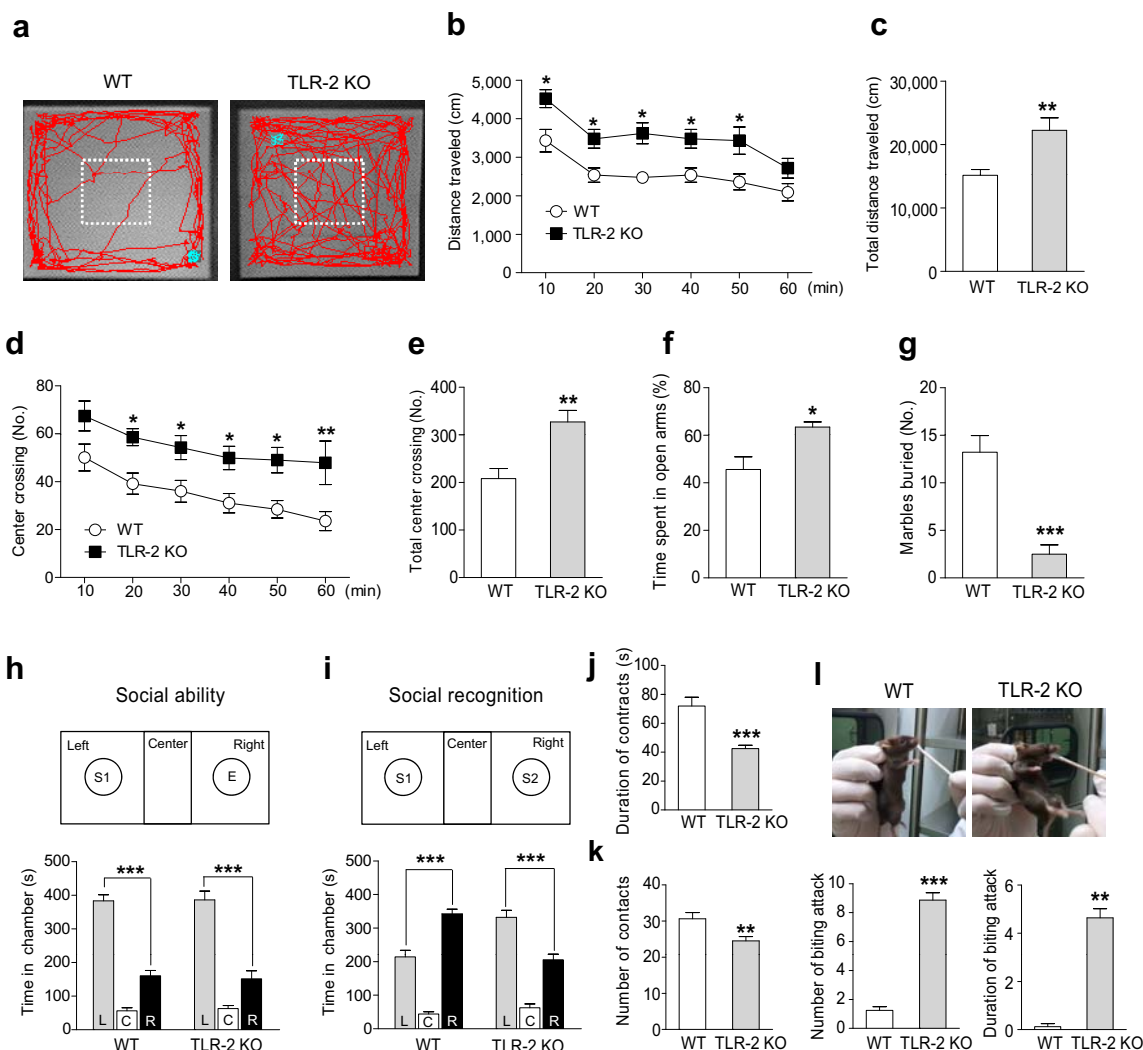 a
WT
TLR-2 KO
b
Distance traveled (cm)
5,000
4,000
3,000
2,000
1,000
0
*
*
*
*
*
WT
TLR-2 KO
10 20 30 40 50 60 (min)
c
Total distance traveled (cm)
30,000
20,000
10,000
0
**
WT TLR-2 KO
d
Center crossing (No.)
80
60
40
20
0
*
*
*
*
**
WT
TLR-2 KO
10 20 30 40 50 60 (min)
e
Total center crossing (No.)
400
300
200
100
0
**
WT TLR-2 KO
f
Time spent in open arms (%)
80
60
40
20
0
*
WT TLR-2 KO
g
Marbles buried (No.)
20
15
10
5
0
***
WT TLR-2 KO
h
Social ability
Left Center Right
S1 E
Time in chamber (s)
500
400
300
200
100
0
*** ***
L C R L C R
WT TLR-2 KO
i
Social recognition
Left Center Right
S1 S2
Time in chamber (s)
500
400
300
200
100
0
*** ***
L C R L C R
WT TLR-2 KO
j
Duration of contacts (s)
100
80
60
40
20
0
***
WT TLR-2 KO
k
Number of contacts
40
30
20
10
0
**
WT TLR-2 KO
l
WT TLR-2 KO
Number of biting attack
10
8
6
4
2
0
***
WT TLR-2 KO
Duration of biting attack
6
4
2
0
**
WT TLR-2 KO